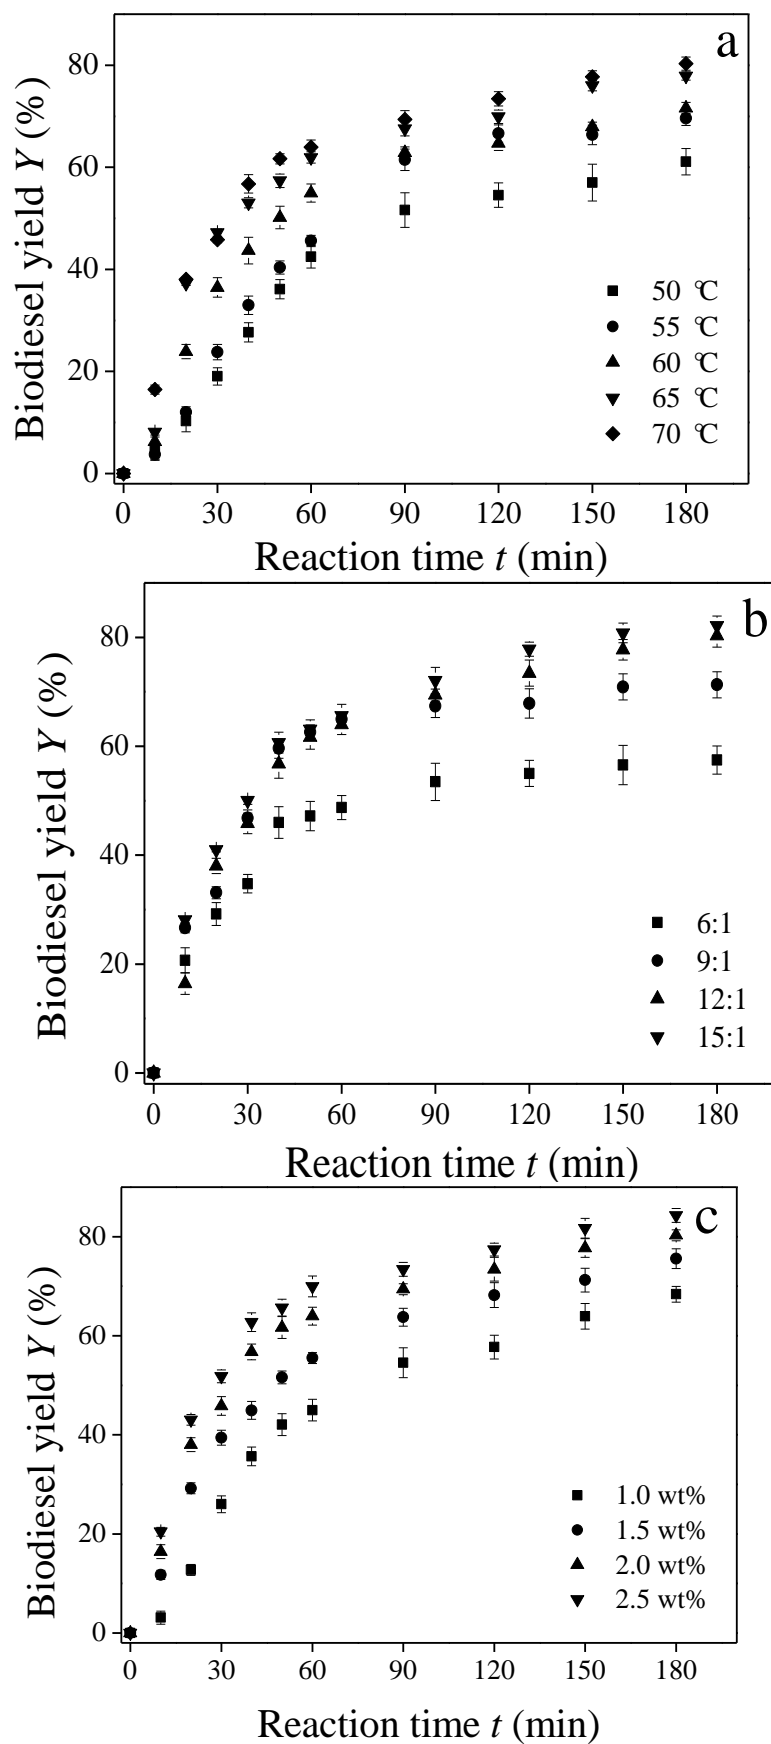 a
80
60
40
20
0
Biodiesel yield Y (%)
50 ℃
55 ℃
60 ℃
65 ℃
70 ℃
0 30 60 90 120 150 180
Reaction time t (min)
b
80
60
40
20
0
Biodiesel yield Y (%)
6:1
9:1
12:1
15:1
0 30 60 90 120 150 180
Reaction time t (min)
c
80
60
40
20
0
Biodiesel yield Y (%)
1.0 wt%
1.5 wt%
2.0 wt%
2.5 wt%
0 30 60 90 120 150 180
Reaction time t (min)